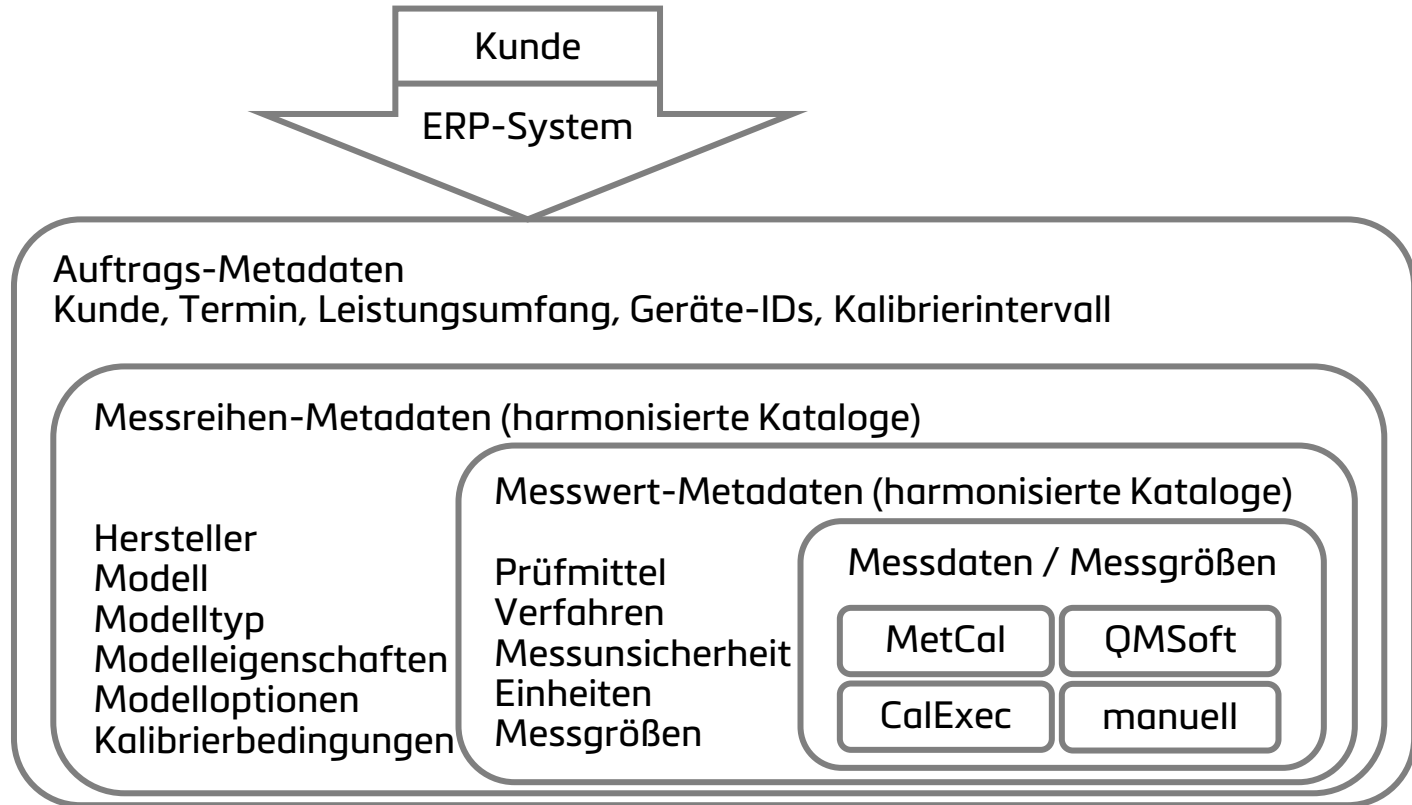 Kunde
ERP-System
Auftrags-Metadaten
Kunde, Termin, Leistungsumfang, Geräte-IDs, Kalibrierintervall
Messreihen-Metadaten (harmonisierte Kataloge)
Hersteller
Modell
Modelltyp
Modelleigenschaften
Modelloptionen
Kalibrierbedingungen
Messwert-Metadaten (harmonisierte Kataloge)
Prüfmittel
Verfahren
Messunsicherheit
Einheiten
Messgrößen
Messdaten / Messgrößen
MetCal
QMSoft
CalExec
manuell